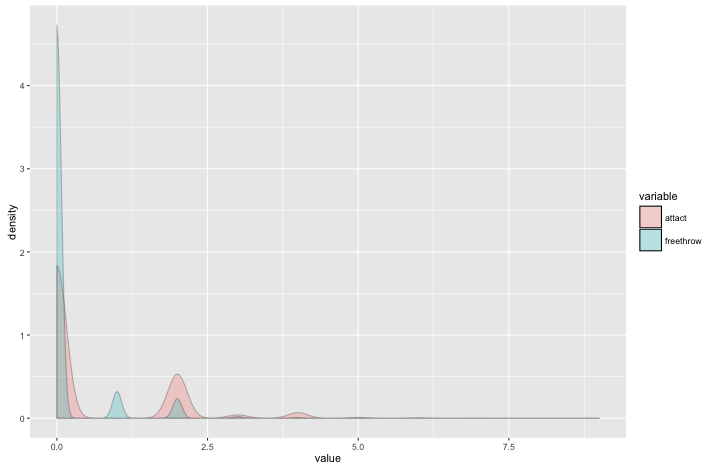 4
3
2
1
0
density
0.0 2.5 5.0 7.5
value
variable
attact
freethrow